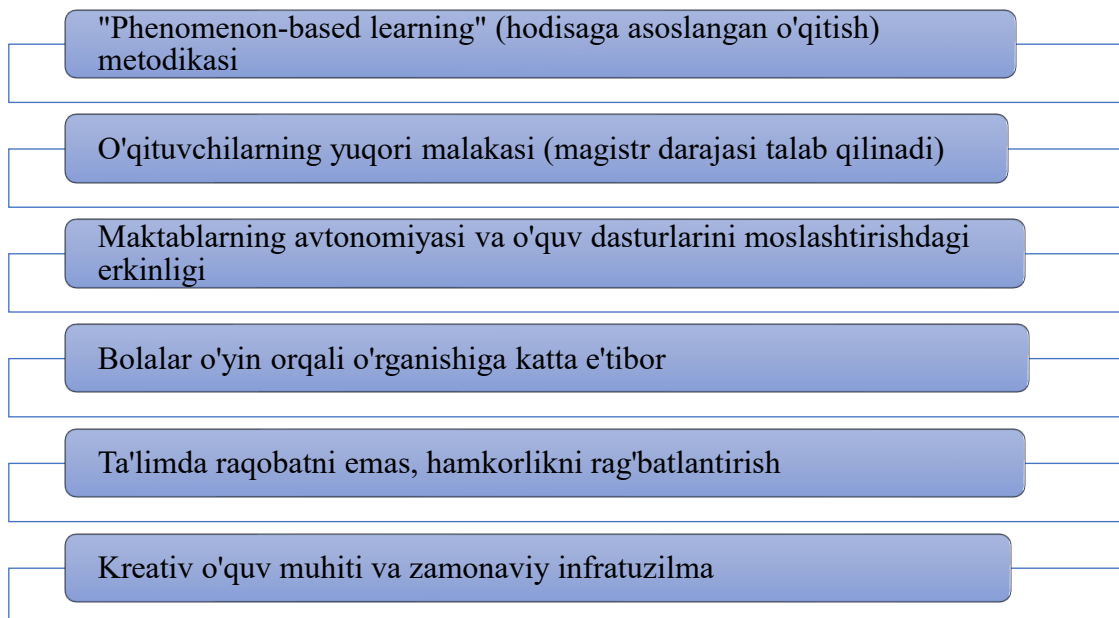 "Phenomenon-based learning" (hodisaga asoslangan o'qitish)
metodikasi
O'qituvchilarning yuqori malakasi (magistr darajasi talab qilinadi)
Maktablarning avtonomiyasi va o'quv dasturlarini moslashtirishdagi
erkinligi
Bolalar o'yin orqali o'rganishiga katta e'tibor
Ta'limda raqobatni emas, hamkorlikni rag'batlantirish
Kreativ o'quv muhiti va zamonaviy infratuzilma